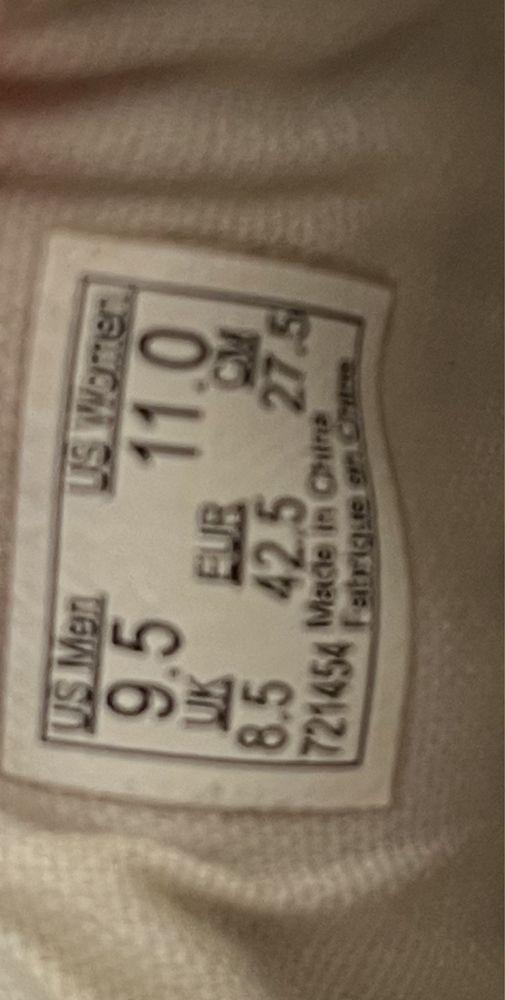 US Men US Women
9.5 11.0
UK EUR CM
8.5 42.5 27.5
721454 Made in China
Fabriqué en Chine